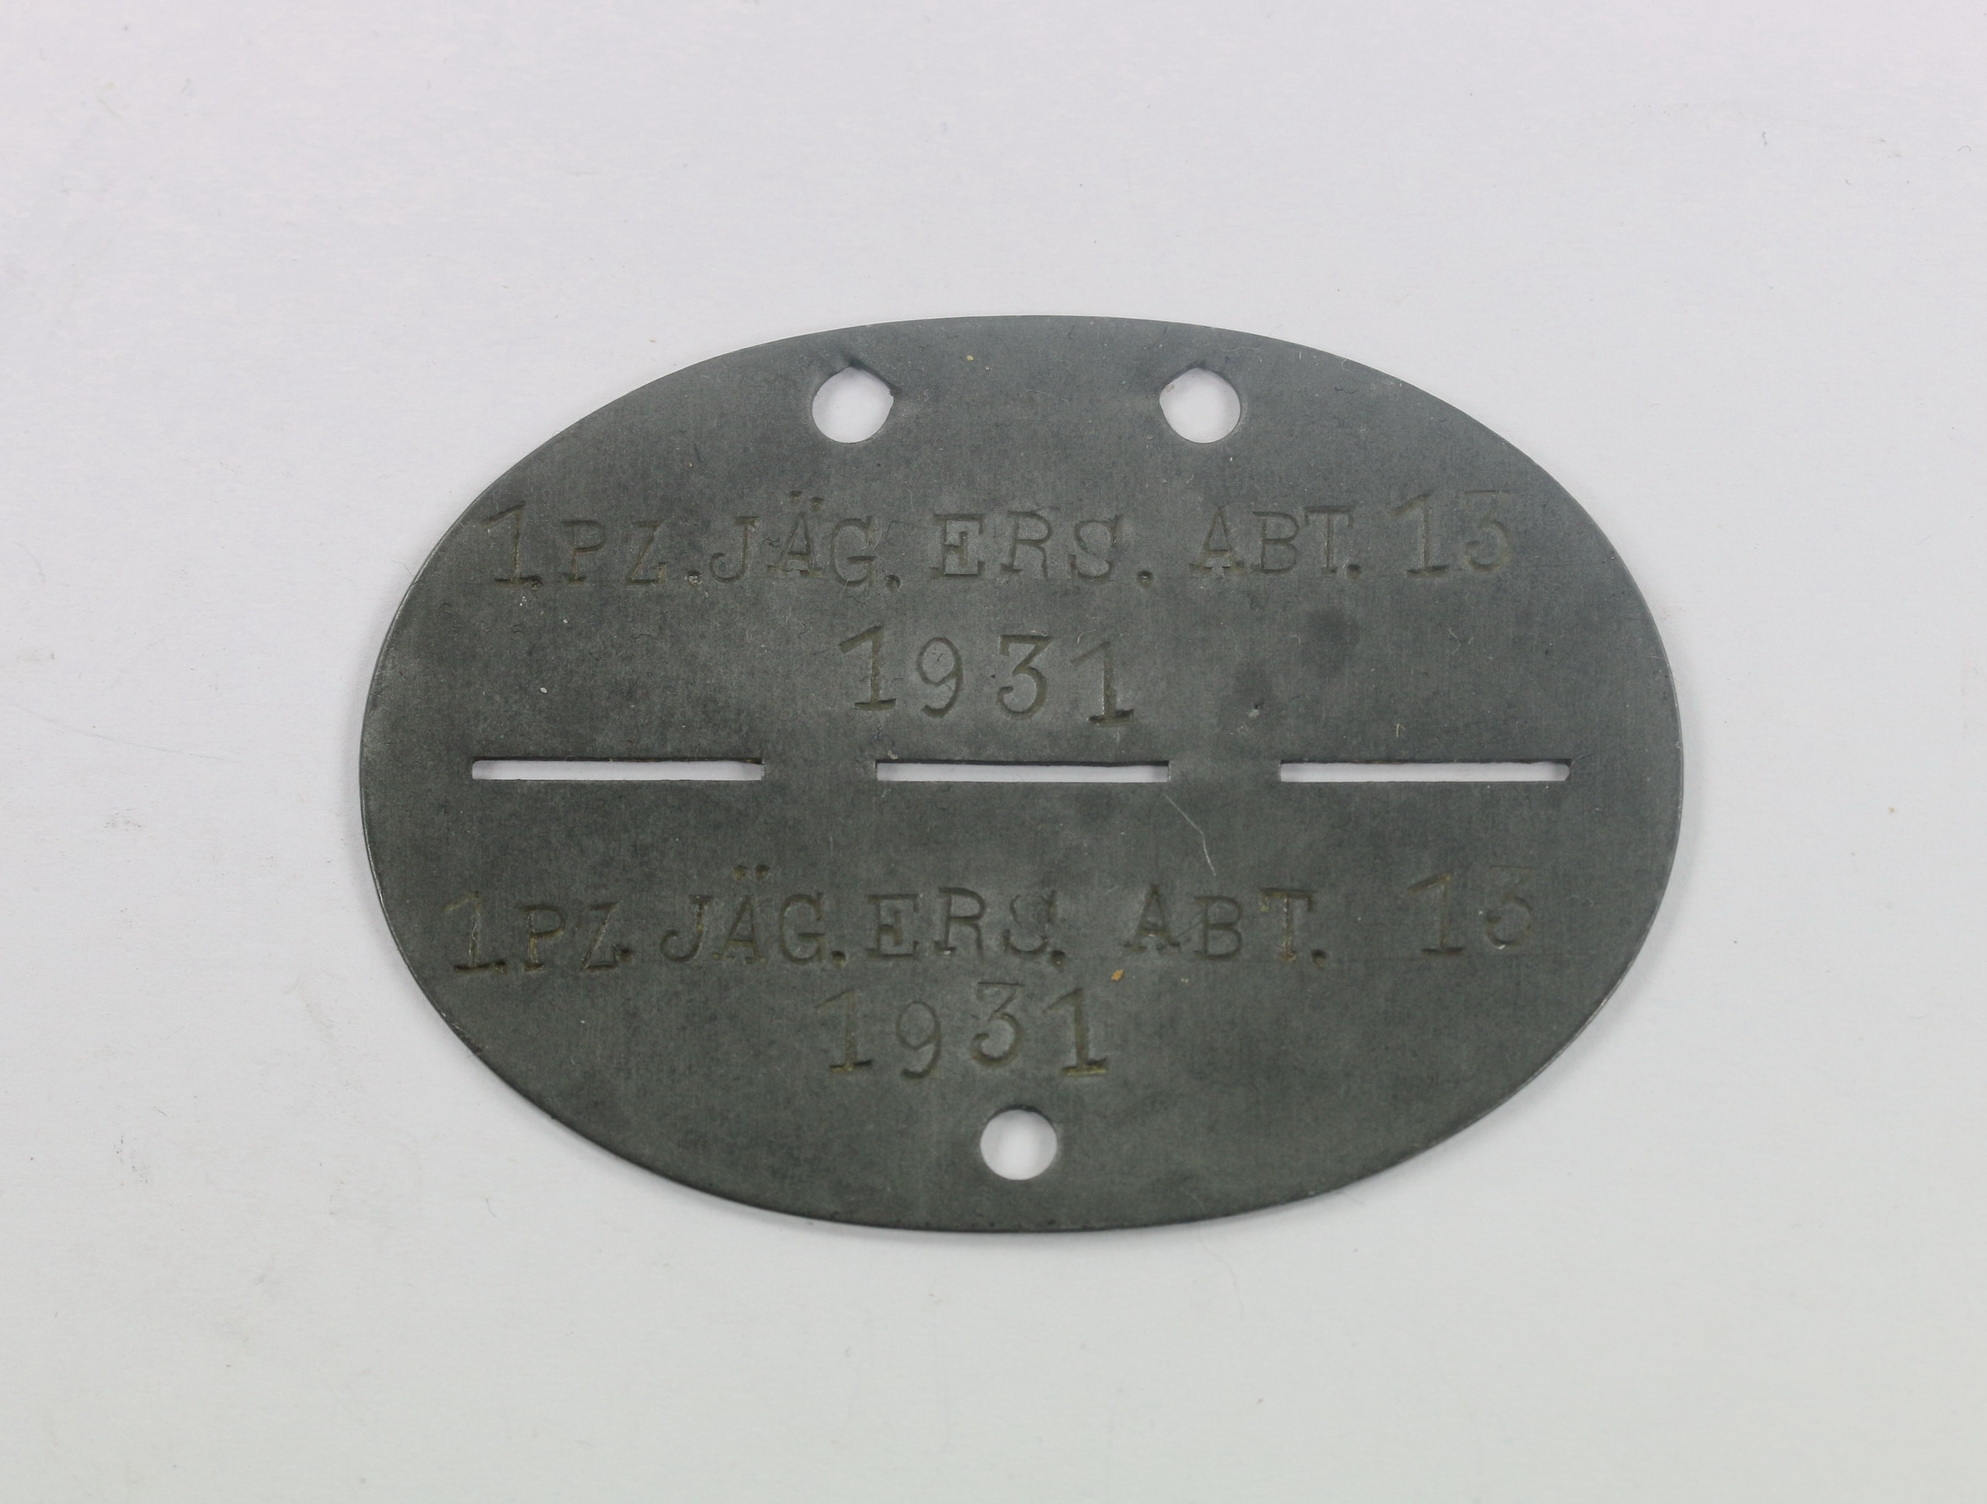 1.PZ.JÄG.ERS.ABT.13
1931
1.PZ.JÄG.ERS.ABT. 13
1931